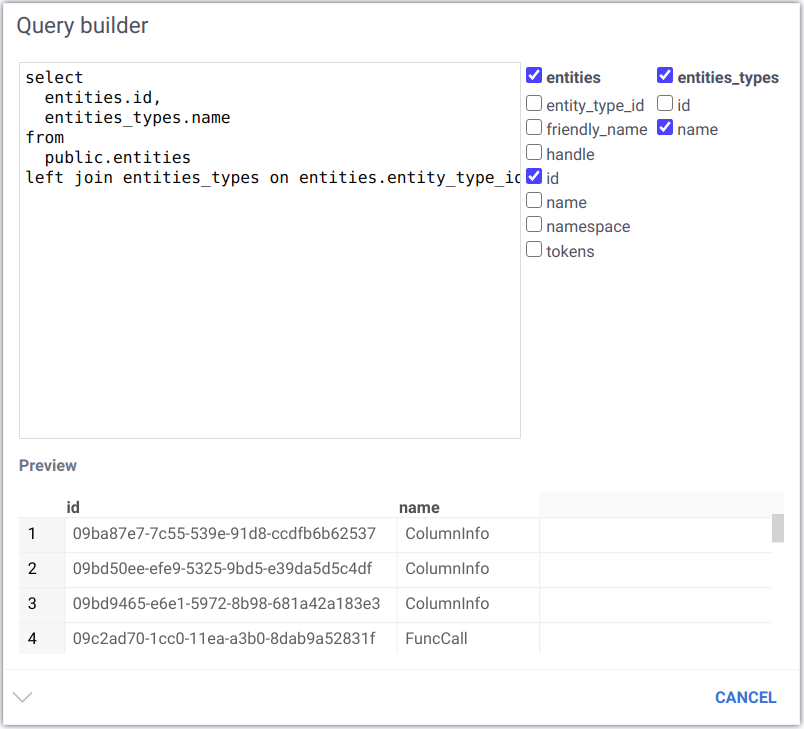 Query builder
select
entities.id,
entities_types.name
from
public.entities
left join entities_types on entities.entity_type_id
entities
entity_type_id
friendly_name
handle
id
name
namespace
tokens
entities_types
id
name
Preview
id name
1 09ba87e7-7c55-539e-91d8-ccdfb6b62537 ColumnInfo
2 09bd50ee-efe9-5325-9bd5-e39da5d5c4df ColumnInfo
3 09bd9465-e6e1-5972-8b98-681a42a183e3 ColumnInfo
4 09c2ad70-1cc0-11ea-a3b0-8dab9a52831f FuncCall
CANCEL